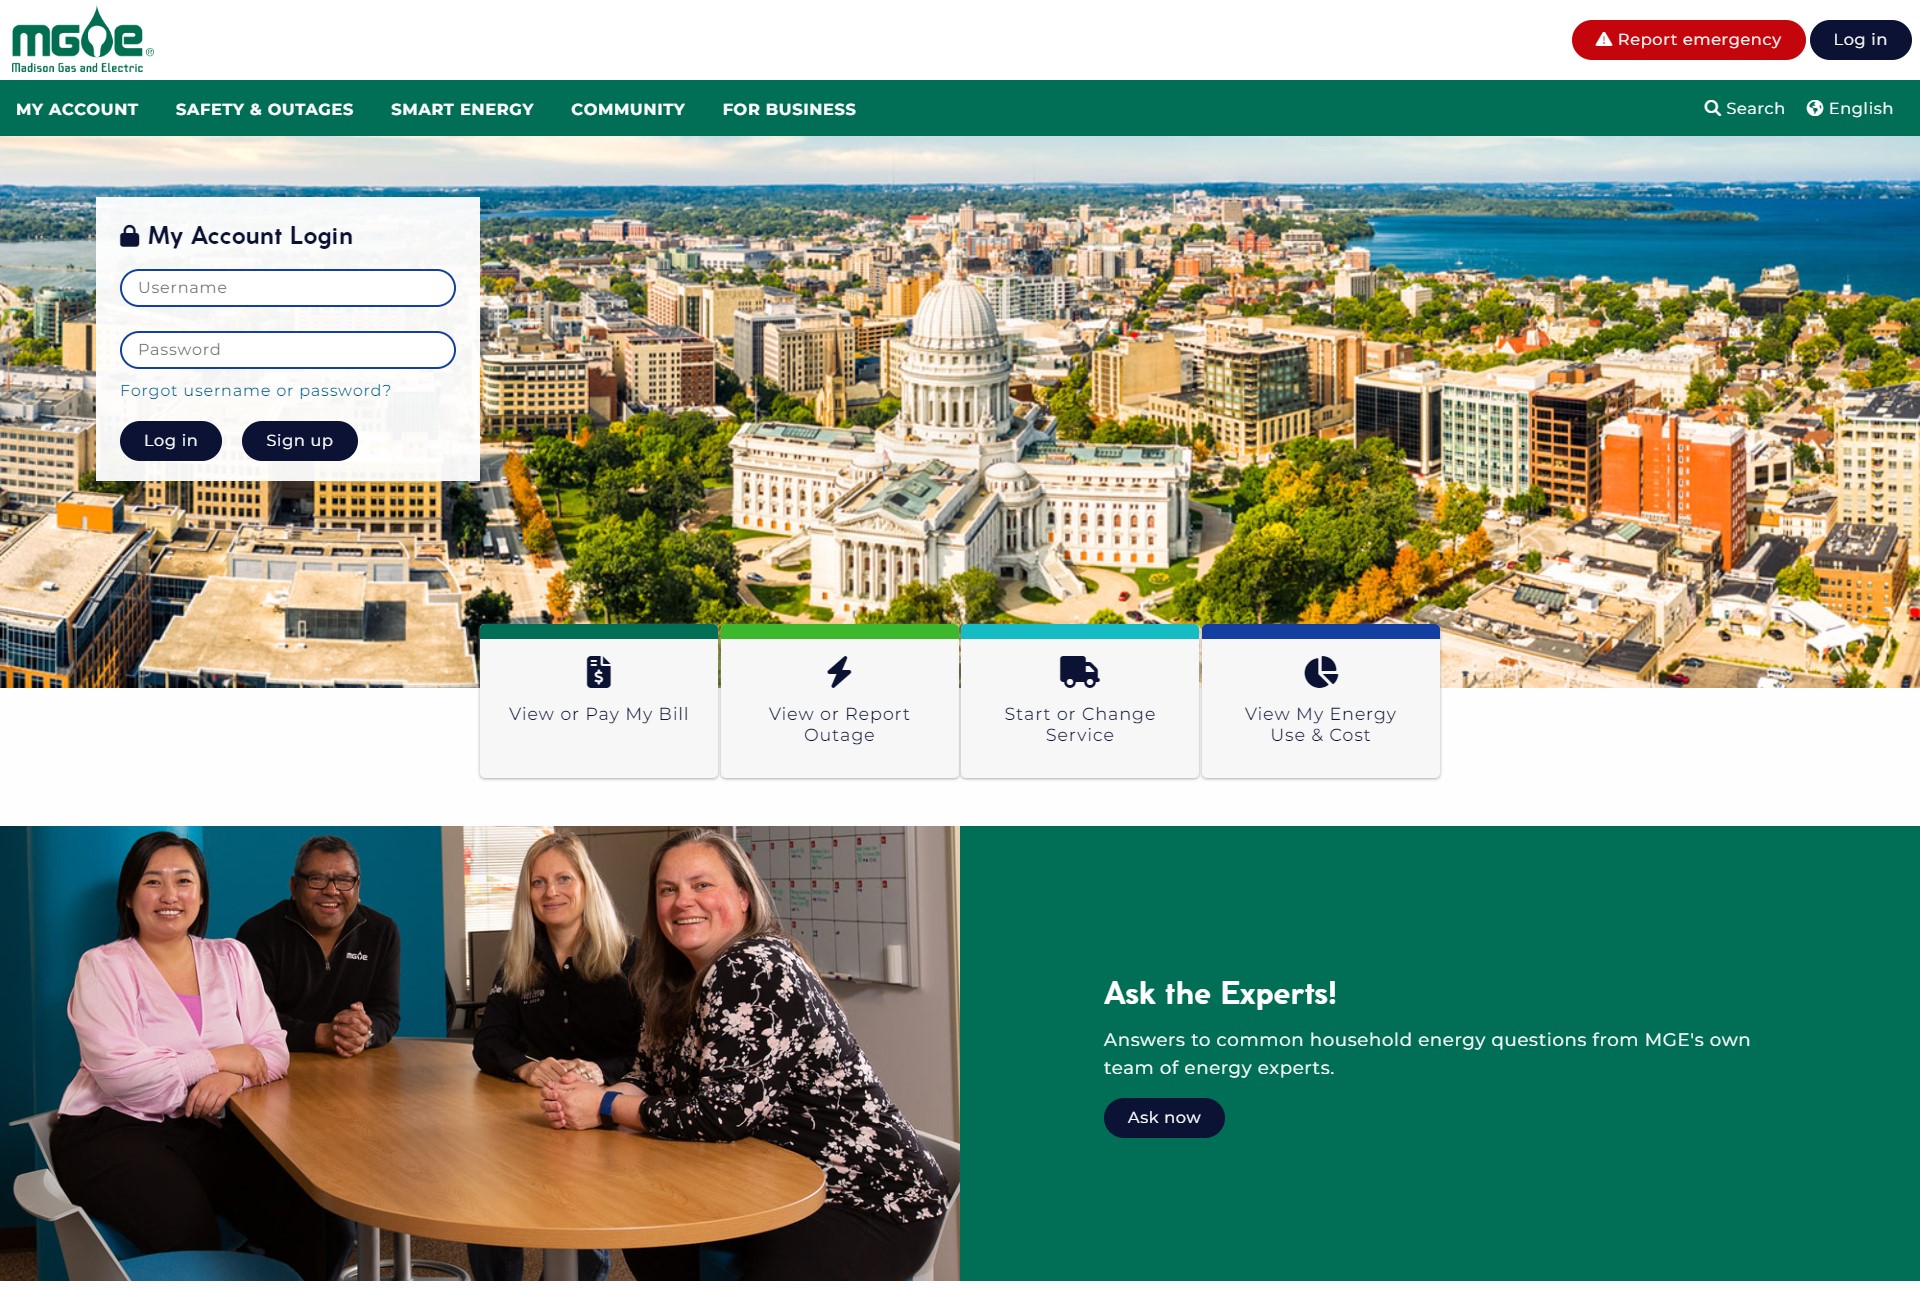 mge®
Madison Gas and Electric
Report emergency
Log in
MY ACCOUNT
SAFETY & OUTAGES
SMART ENERGY
COMMUNITY
FOR BUSINESS
Search
English
My Account Login
Username
Password
Forgot username or password?
Log in
Sign up
View or Pay My Bill
View or Report
Outage
Start or Change
Service
View My Energy
Use & Cost
mge
Ask the Experts!
Answers to common household energy questions from MGE's own
team of energy experts.
Ask now